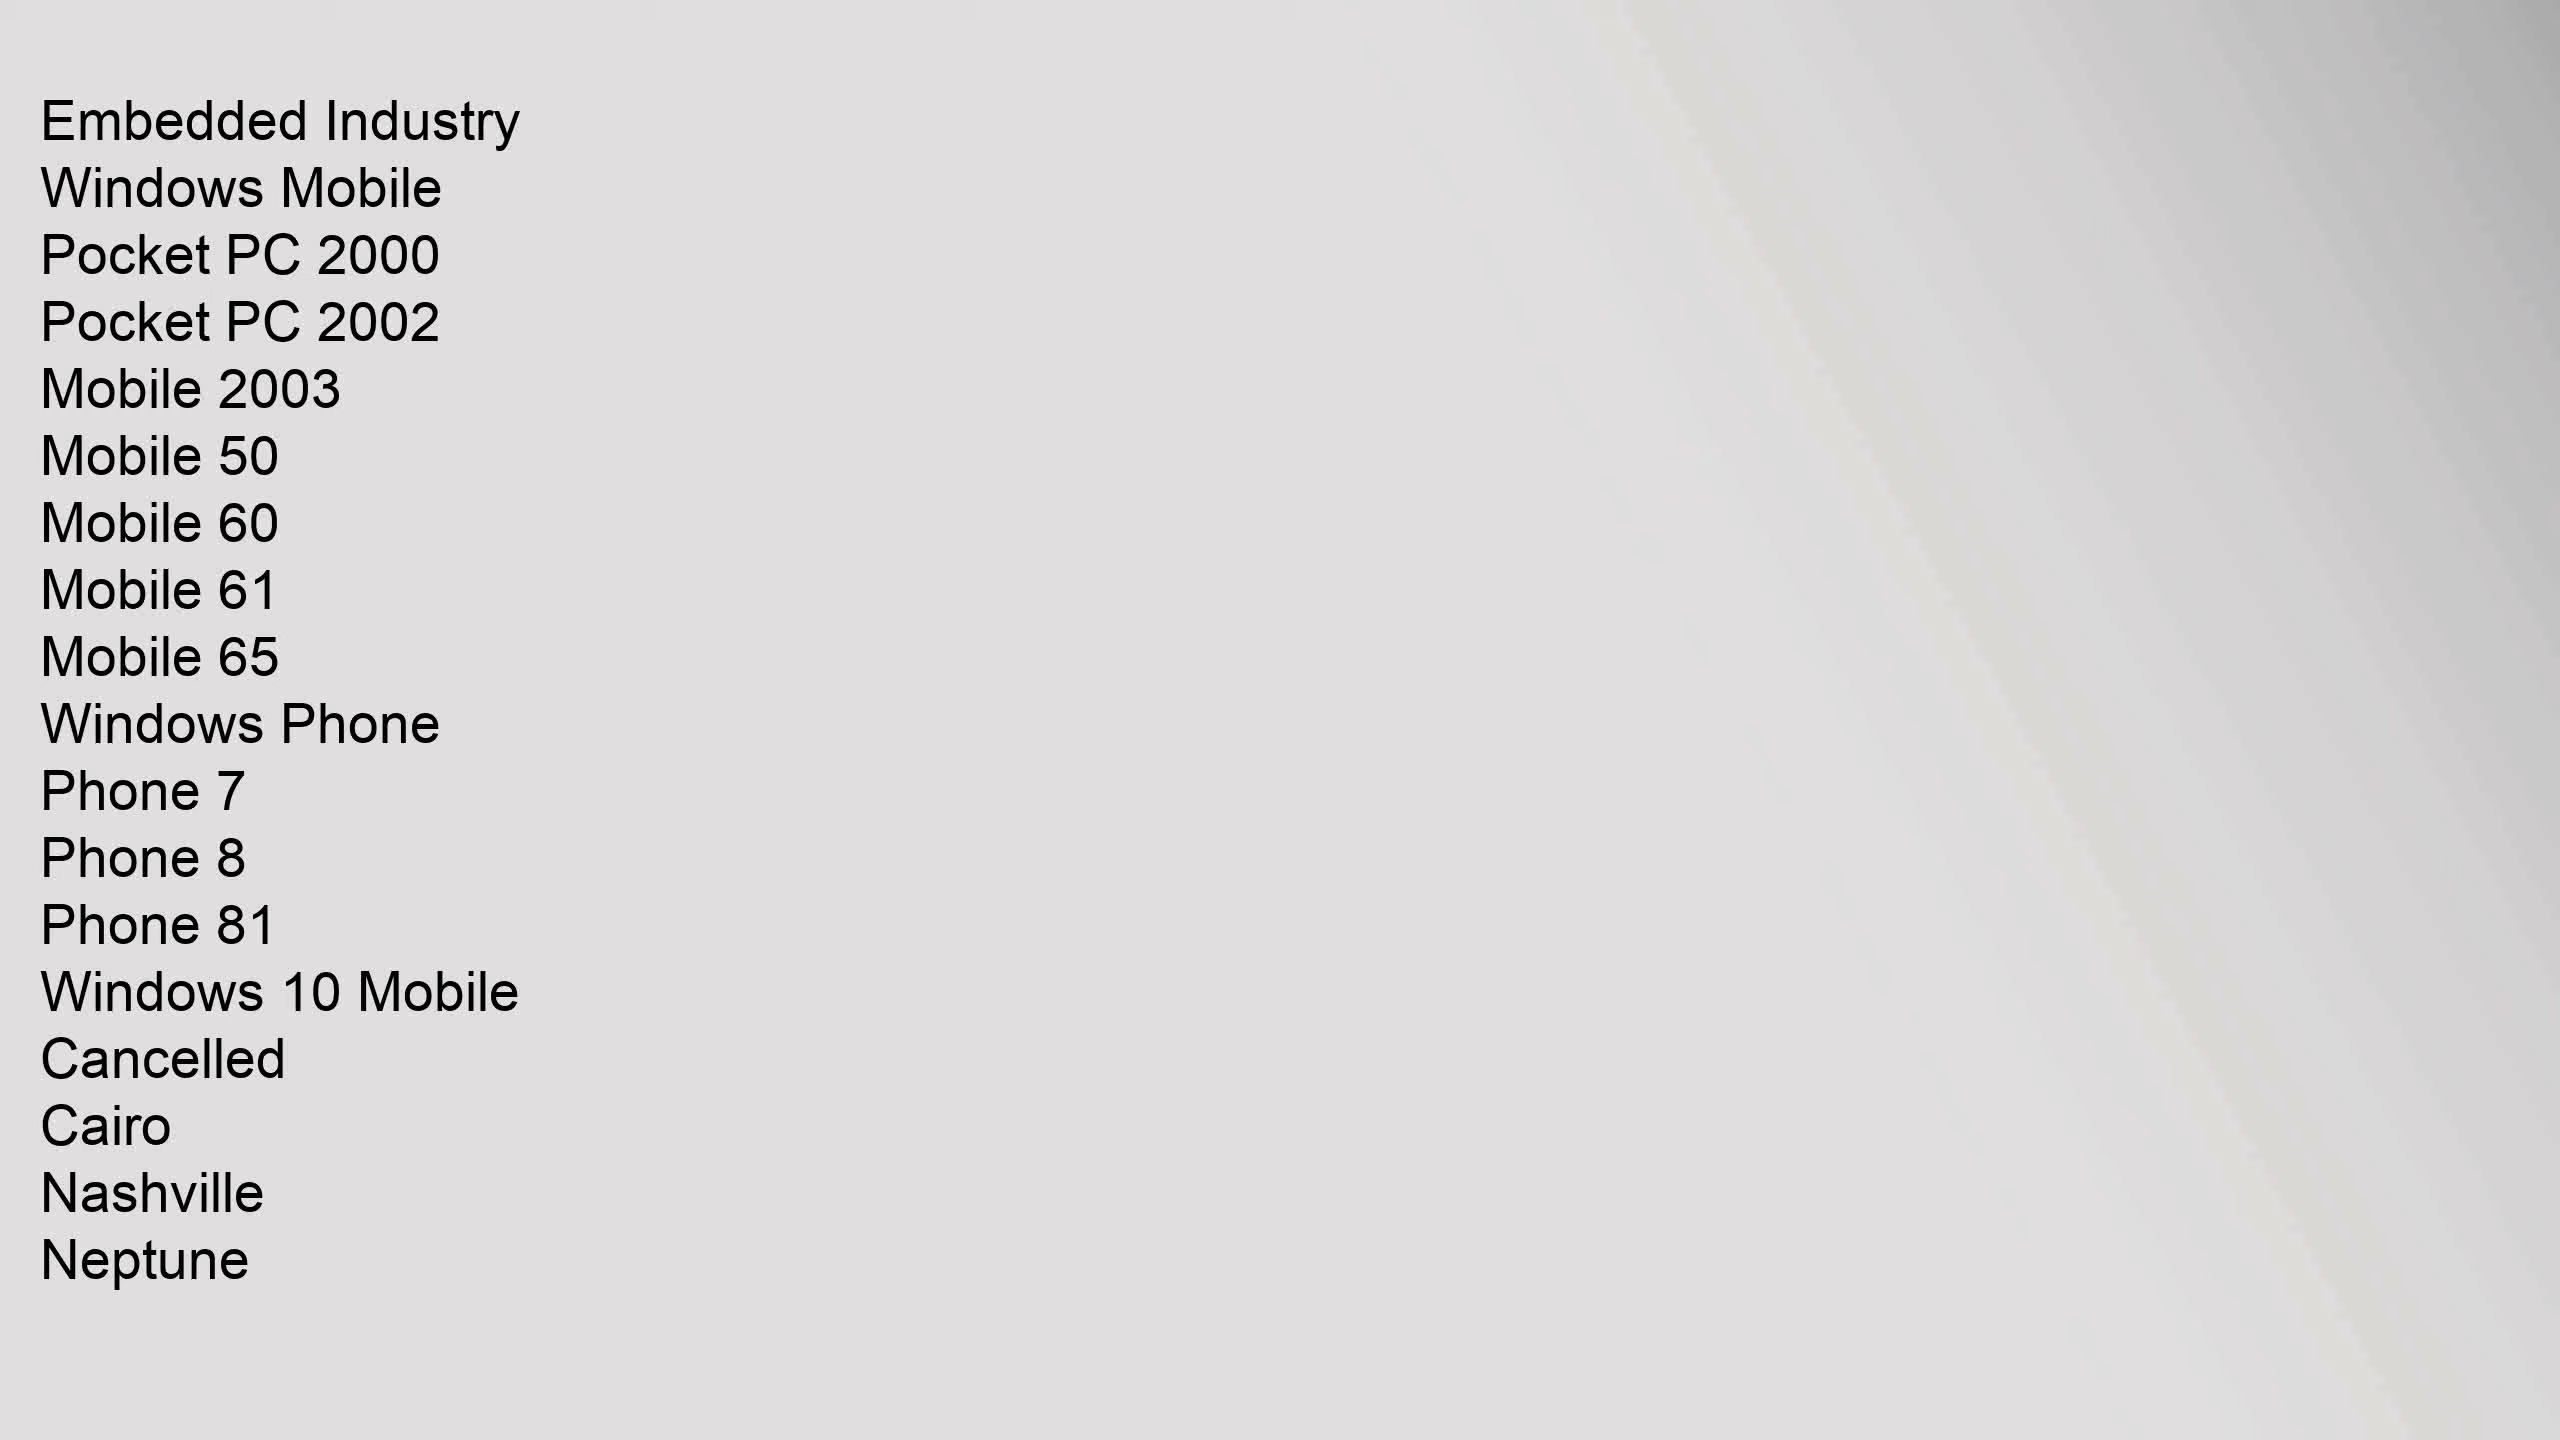 Embedded Industry
Windows Mobile
Pocket PC 2000
Pocket PC 2002
Mobile 2003
Mobile 50
Mobile 60
Mobile 61
Mobile 65
Windows Phone
Phone 7
Phone 8
Phone 81
Windows 10 Mobile
Cancelled
Cairo
Nashville
Neptune